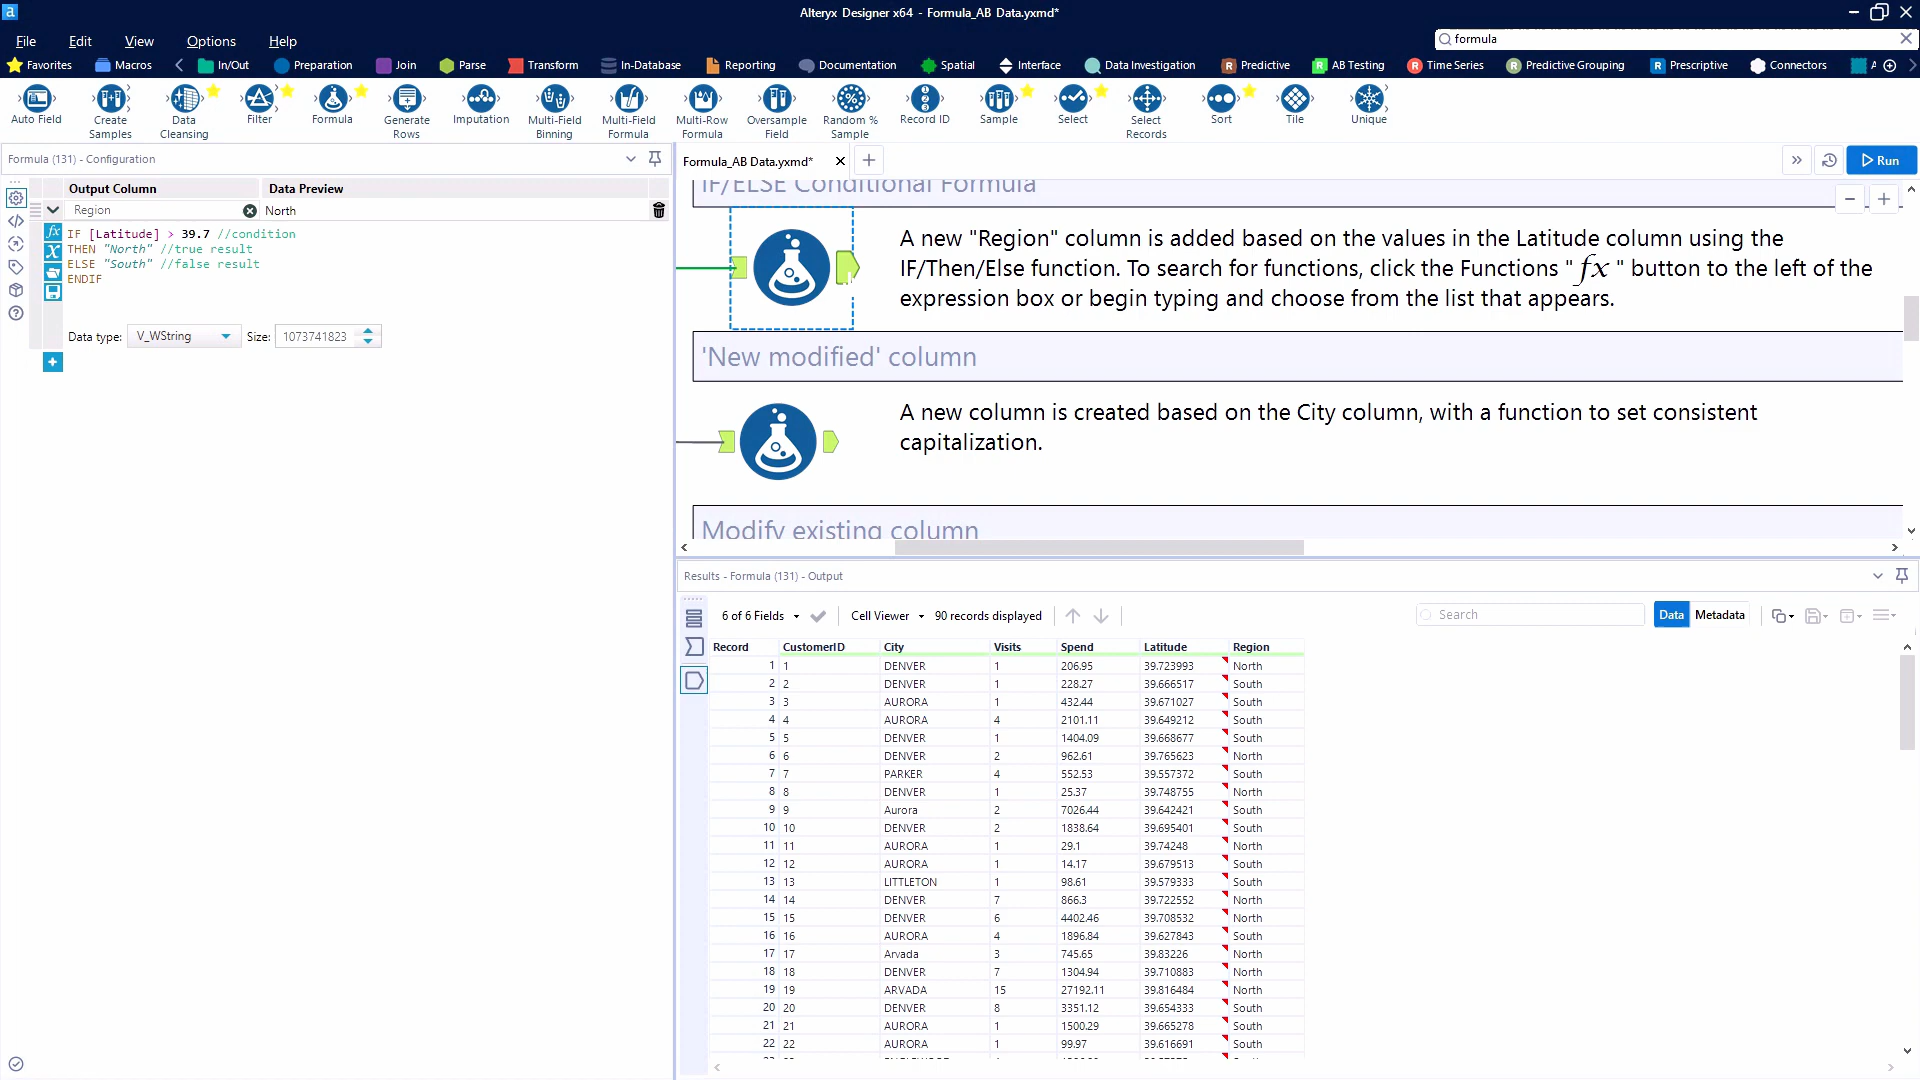 Alteryx Designer x64 - Formula_AB Data.yxmd*
File Edit View Options Help
formula
Favorites Macros In/Out Preparation Join Parse Transform In-Database Reporting Documentation Spatial Interface Data Investigation Predictive AB Testing Time Series Predictive Grouping Prescriptive Connectors A
Auto Field
Create Samples
Data Cleansing
Filter
Formula
Generate Rows
Imputation
Multi-Field Binning
Multi-Field Formula
Multi-Row Formula
Oversample Field
Random % Sample
Record ID
Sample
Select
Select Records
Sort
Tile
Unique
Formula (131) - Configuration
Output Column Data Preview
Region North
IF [Latitude] > 39.7 //condition
THEN "North" //true result
ELSE "South" //false result
ENDIF
Data type: V_WString Size: 1073741823
Formula_AB Data.yxmd*
Run
IF/ELSE Conditional Formula
A new "Region" column is added based on the values in the Latitude column using the
IF/Then/Else function. To search for functions, click the Functions " fx " button to the left of the
expression box or begin typing and choose from the list that appears.
'New modified' column
A new column is created based on the City column, with a function to set consistent
capitalization.
Modify existing column
Results - Formula (131) - Output
6 of 6 Fields Cell Viewer 90 records displayed Search Data Metadata
Record CustomerID City Visits Spend Latitude Region
1 1 DENVER 1 206.95 39.723993 North
2 2 DENVER 1 228.27 39.666517 South
3 3 AURORA 1 432.44 39.671027 South
4 4 AURORA 4 2101.11 39.649212 South
5 5 DENVER 1 1404.09 39.668677 South
6 6 DENVER 2 962.61 39.765623 North
7 7 PARKER 4 552.53 39.557372 South
8 8 DENVER 1 25.37 39.748755 North
9 9 Aurora 2 7026.44 39.642421 South
10 10 DENVER 2 1838.64 39.695401 South
11 11 AURORA 1 29.1 39.74248 North
12 12 AURORA 1 14.17 39.679513 South
13 13 LITTLETON 1 98.61 39.579333 South
14 14 DENVER 7 866.3 39.722552 North
15 15 DENVER 6 4402.46 39.708532 North
16 16 AURORA 4 1896.84 39.627843 South
17 17 Arvada 3 745.65 39.83226 North
18 18 DENVER 7 1304.94 39.710883 North
19 19 ARVADA 15 27192.11 39.816484 North
20 20 DENVER 8 3351.12 39.654333 South
21 21 AURORA 1 1500.29 39.665278 South
22 22 AURORA 1 99.97 39.616691 South